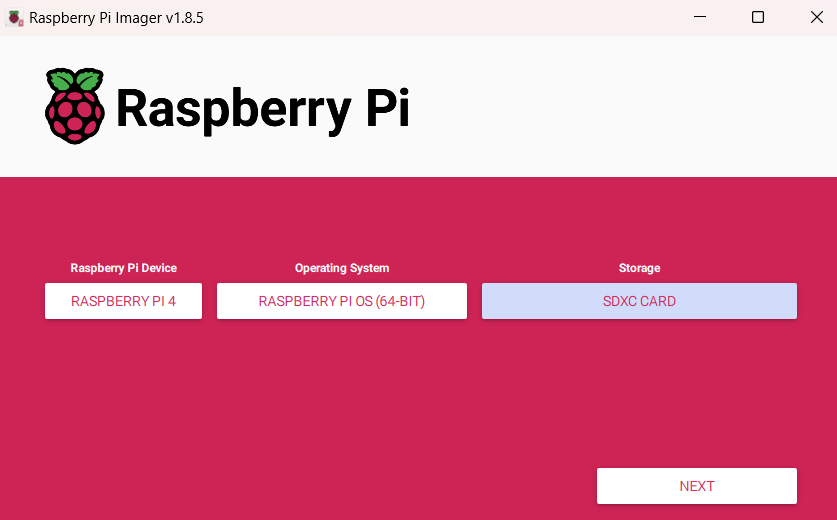 Raspberry Pi Imager v1.8.5
Raspberry Pi
Raspberry Pi Device
Operating System
Storage
RASPBERRY PI 4
RASPBERRY PI OS (64-BIT)
SDXC CARD
NEXT